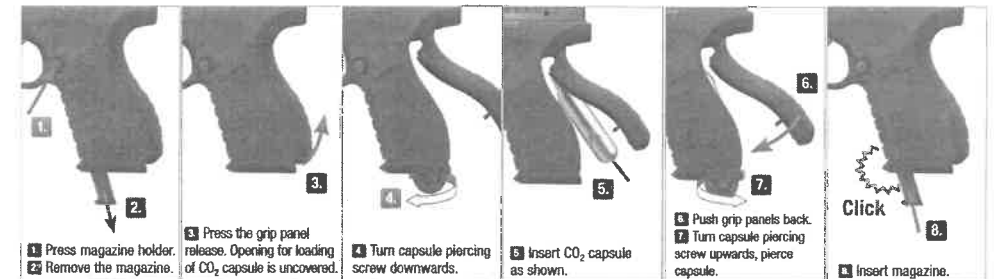 1.
2.
1 Press magazine holder.
2 Remove the magazine.
3.
3 Press the grip panel
release. Opening for loading
of CO₂ capsule is uncovered.
4.
4 Turn capsule piercing
screw downwards.
5.
5 Insert CO₂ capsule
as shown.
6.
7.
6 Push grip panels back.
7 Turn capsule piercing
screw upwards, pierce
capsule.
Click
8.
8 Insert magazine.